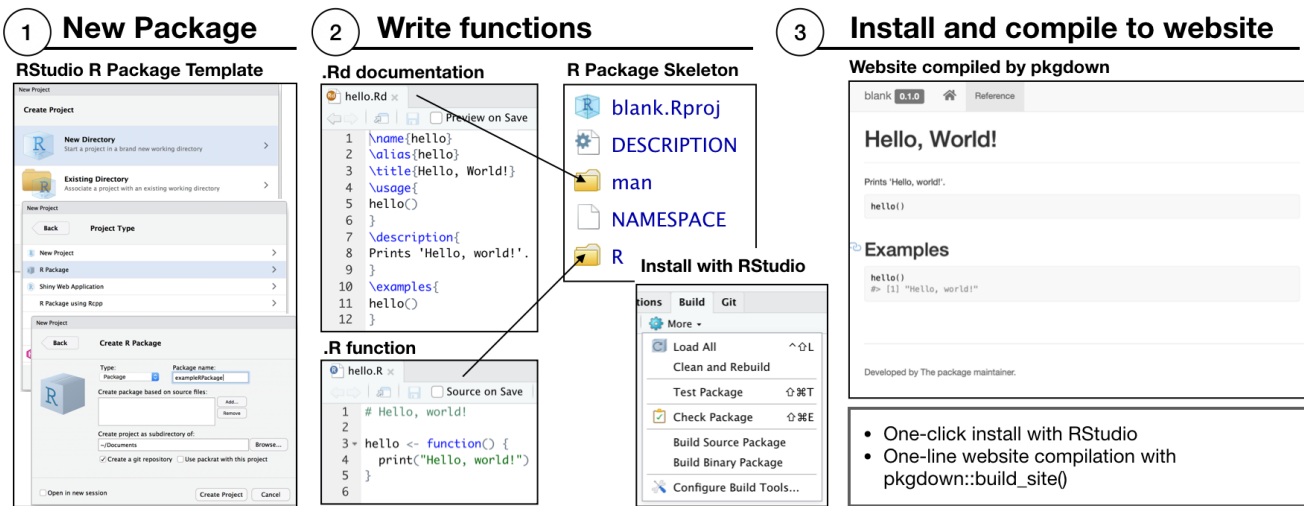 1 New Package
RStudio R Package Template
New Project
Create Project
New Directory
Start a project in a brand new working directory
Existing Directory
Associate a project with an existing working directory
New Project
Back Project Type
New Project
R Package
Shiny Web Application
R Package using Rcpp
New Project
Back Create R Package
Type: Package name:
Package exampleRPackage
Create package based on source files:
Add...
Remove
Create project as subdirectory of:
~/Documents Browse...
Create a git repository Use packrat with this project
Open in new session Create Project Cancel
2 Write functions
.Rd documentation
hello.Rd
Preview on Save
1 \name{hello}
2 \alias{hello}
3 \title{Hello, World!}
4 \usage{
5 hello()
6 }
7 \description{
8 Prints 'Hello, world!'.
9 }
10 \examples{
11 hello()
12 }
.R function
hello.R
Source on Save
1 # Hello, world!
2
3 hello <- function() {
4 print("Hello, world!")
5 }
6
R Package Skeleton
blank.Rproj
DESCRIPTION
man
NAMESPACE
R
Install with RStudio
tions Build Git
More
Load All ^⇧L
Clean and Rebuild
Test Package ⇧⌘T
Check Package ⇧⌘E
Build Source Package
Build Binary Package
Configure Build Tools...
3 Install and compile to website
Website compiled by pkgdown
blank 0.1.0 Reference
Hello, World!
Prints 'Hello, world!'.
hello()
Examples
hello()
#> [1] "Hello, world!"
Developed by The package maintainer.
• One-click install with RStudio
• One-line website compilation with
pkgdown::build_site()